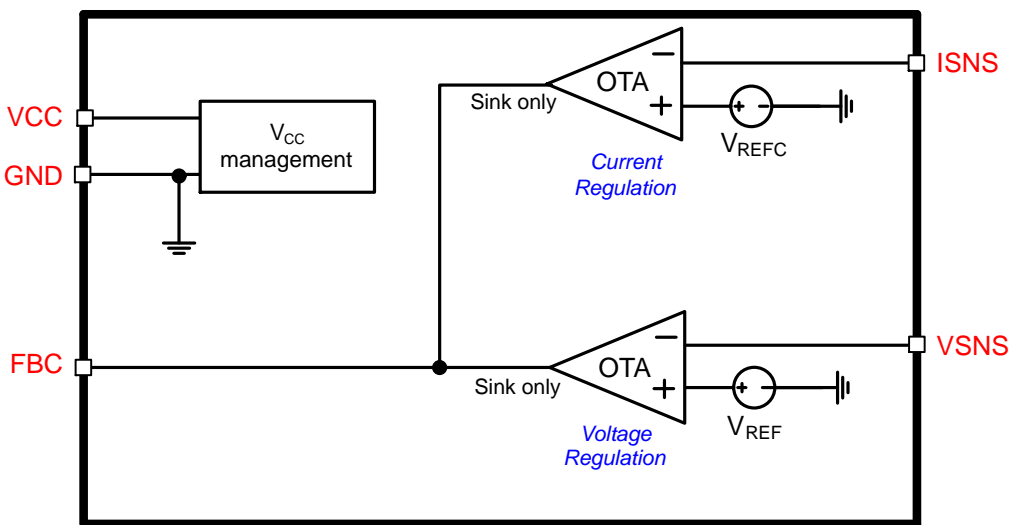 ISNS
OTA
Sink only
VCC
VCC
management
VREFC
GND
Current
Regulation
VSNS
FBC
OTA
Sink only
VREF
Voltage
Regulation